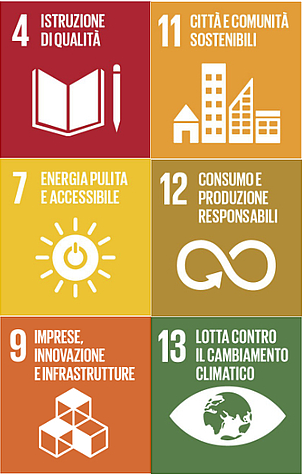 4 ISTRUZIONE
DI QUALITÀ
11 CITTÀ E COMUNITÀ
SOSTENIBILI
7 ENERGIA PULITA
E ACCESSIBILE
12 CONSUMO E
PRODUZIONE
RESPONSABILI
9 IMPRESE,
INNOVAZIONE
E INFRASTRUTTURE
13 LOTTA CONTRO
IL CAMBIAMENTO
CLIMATICO